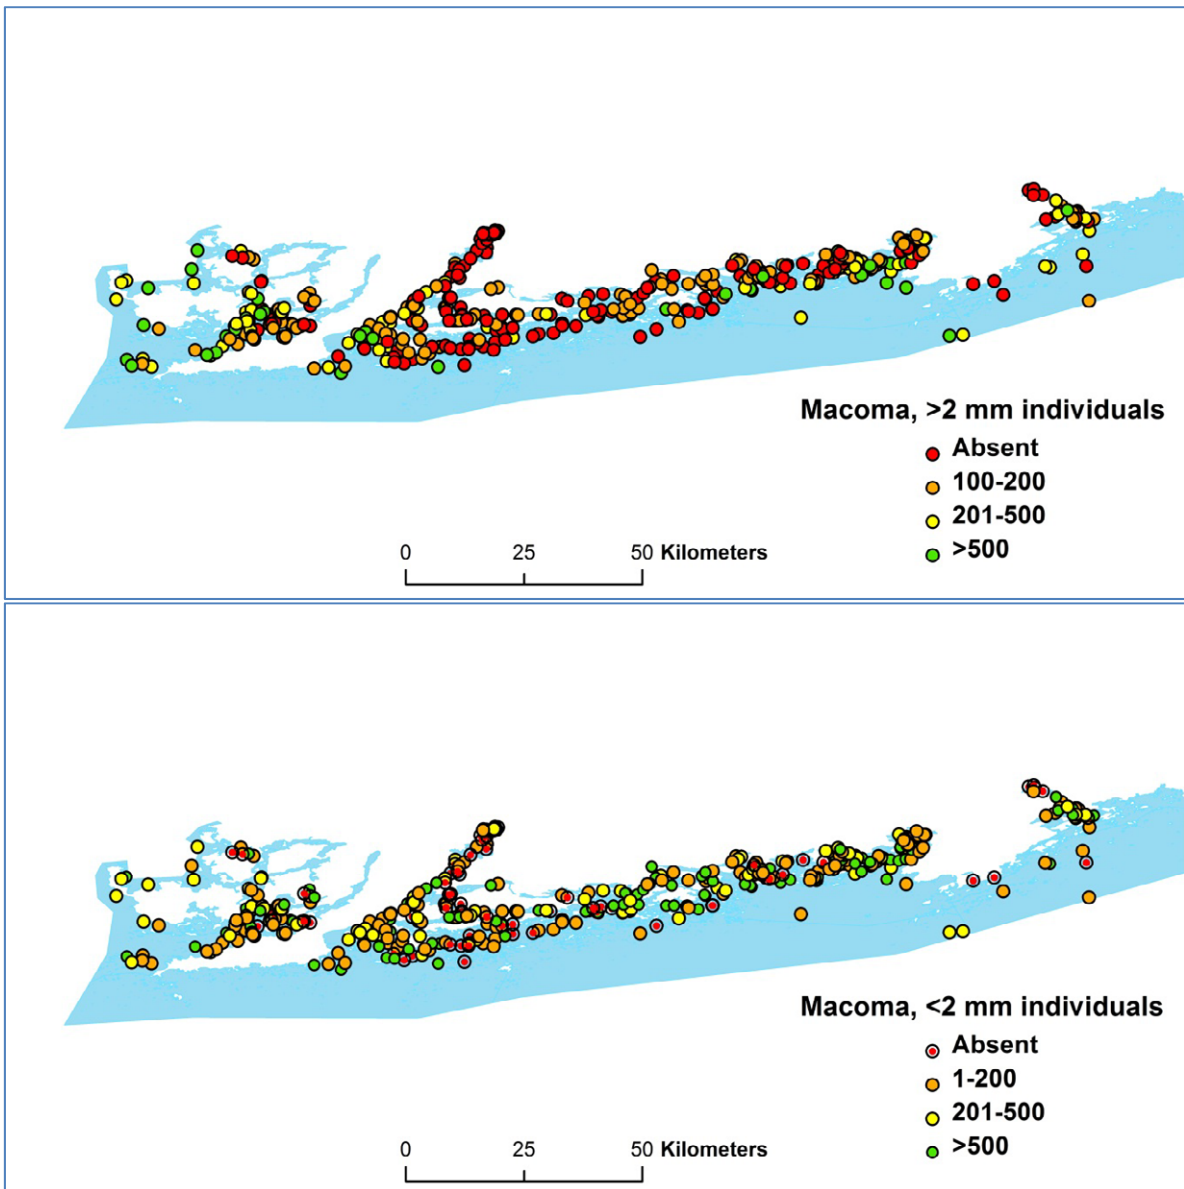 Macoma, >2 mm individuals
Absent
100-200
201-500
>500
0 25 50 Kilometers
Macoma, <2 mm individuals
Absent
1-200
201-500
>500
0 25 50 Kilometers